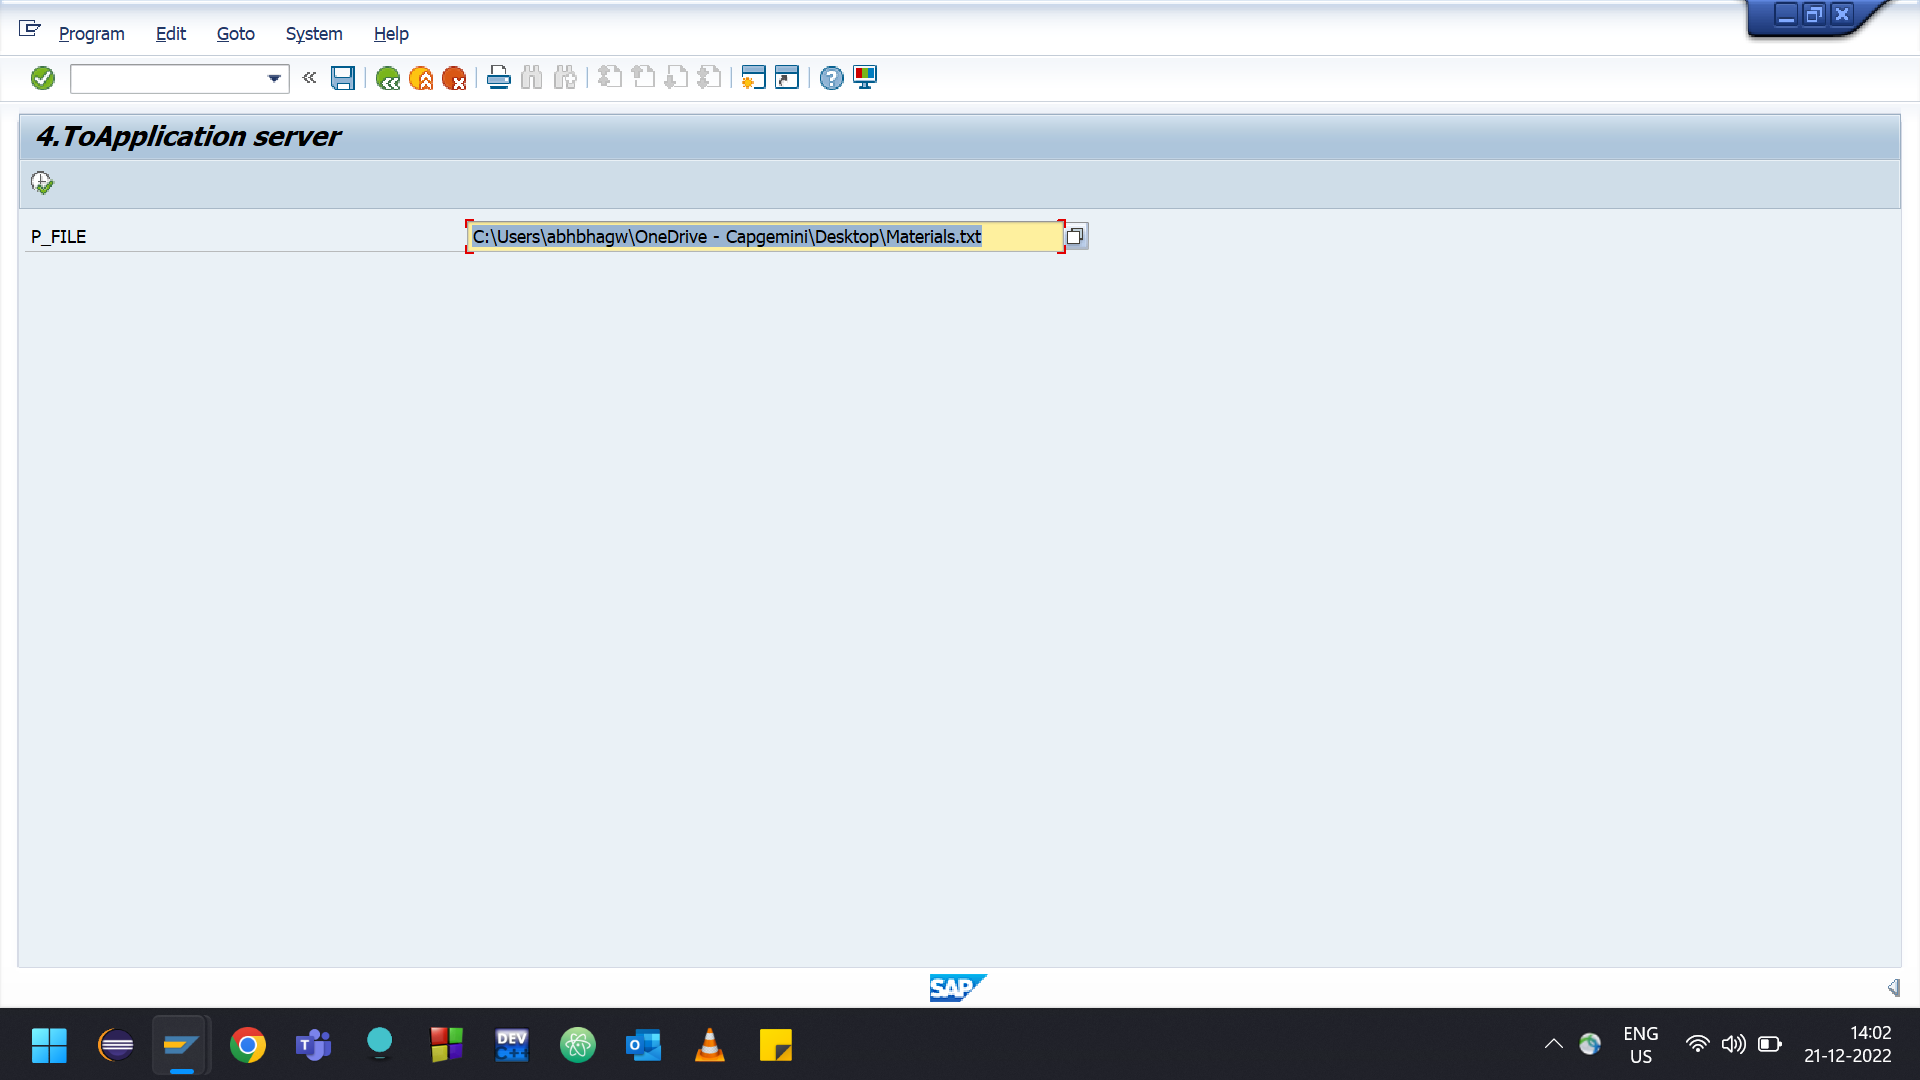 Program Edit Goto System Help
4.ToApplication server
P_FILE C:\Users\abhbhagw\OneDrive - Capgemini\Desktop\Materials.txt
SAP
DEV
C++
ENG
US
14:02
21-12-2022